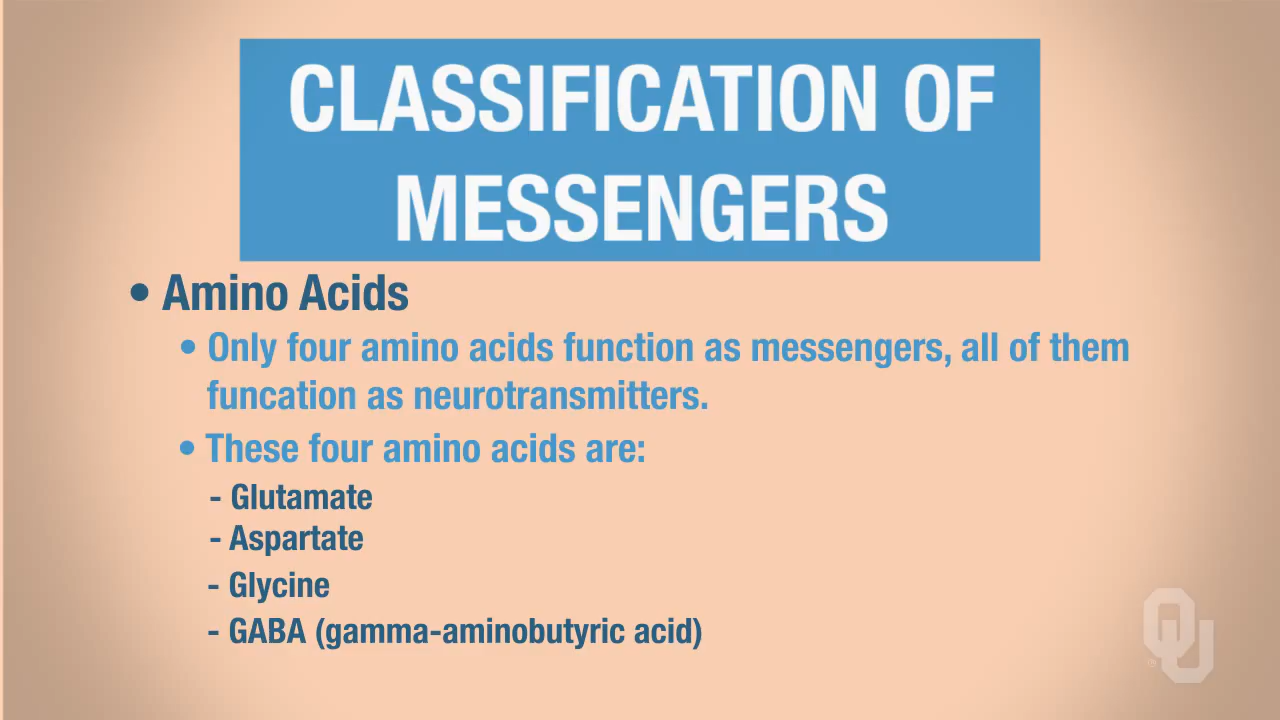 CLASSIFICATION OF
MESSENGERS
• Amino Acids
• Only four amino acids function as messengers, all of them
funcation as neurotransmitters.
• These four amino acids are:
- Glutamate
- Aspartate
- Glycine
- GABA (gamma-aminobutyric acid)
OU